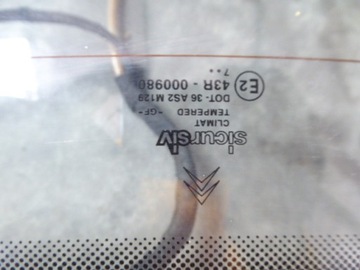 sicursiv
CLIMAT
TEMPERED "GF"
DOT-36 AS2 M129
E2 43R - 000980
7 • •